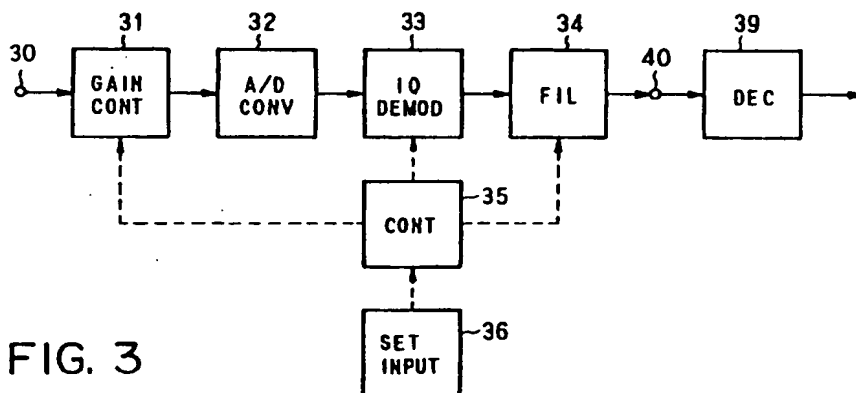 31 32 33 34 39
30 40
GAIN CONT
A/D CONV
IQ DEMOD
FIL
DEC
35
CONT
36
SET INPUT
FIG. 3